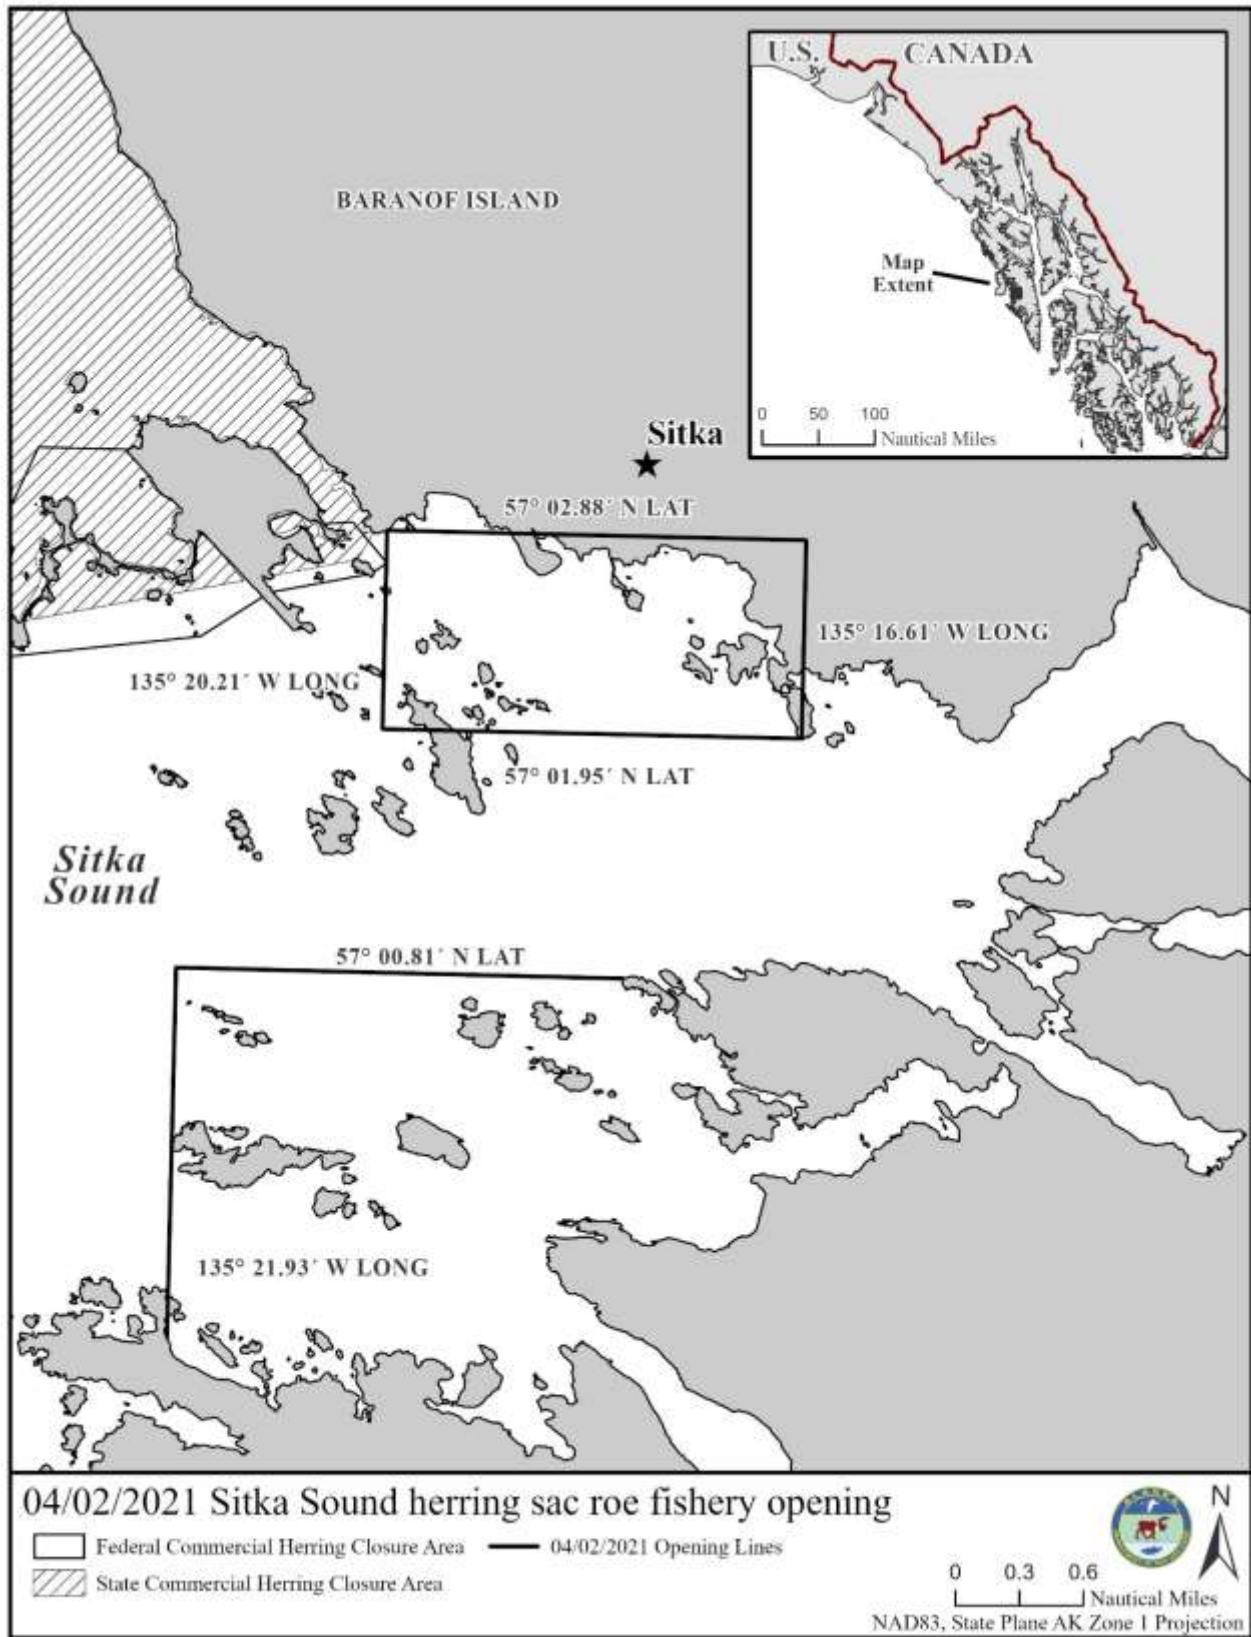 U.S.
CANADA
BARANOF ISLAND
Map
Extent
0 50 100
Nautical Miles
Sitka
57° 02.88´ N LAT
135° 16.61´ W LONG
135° 20.21´ W LONG
57° 01.95´ N LAT
Sitka
Sound
57° 00.81´ N LAT
135° 21.93´ W LONG
04/02/2021 Sitka Sound herring sac roe fishery opening
Federal Commercial Herring Closure Area
04/02/2021 Opening Lines
State Commercial Herring Closure Area
ALASKA
N
0 0.3 0.6
Nautical Miles
NAD83, State Plane AK Zone 1 Projection